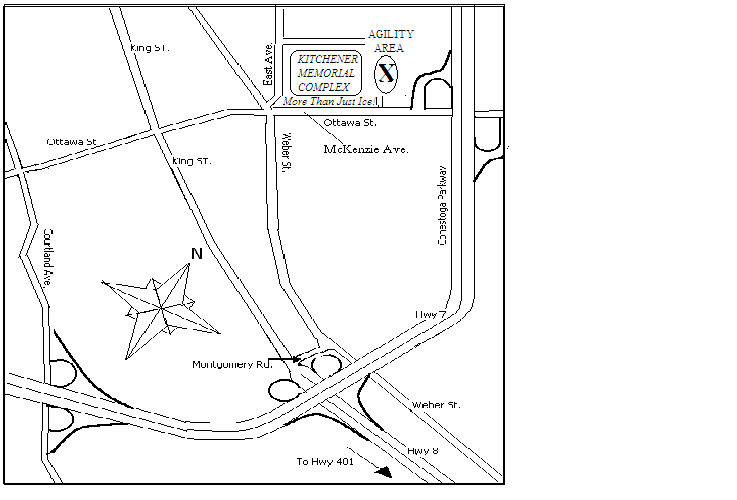 King ST.
East Ave.
AGILITY
AREA
KITCHENER
MEMORIAL
COMPLEX
X
More Than Just Ice!
Ottawa St.
McKenzie Ave.
Ottawa St
King ST.
Weber St.
Conestoga Parkway
Courtland Ave.
N
Hwy 7
Montgomery Rd.
Weber St.
Hwy 8
To Hwy 401